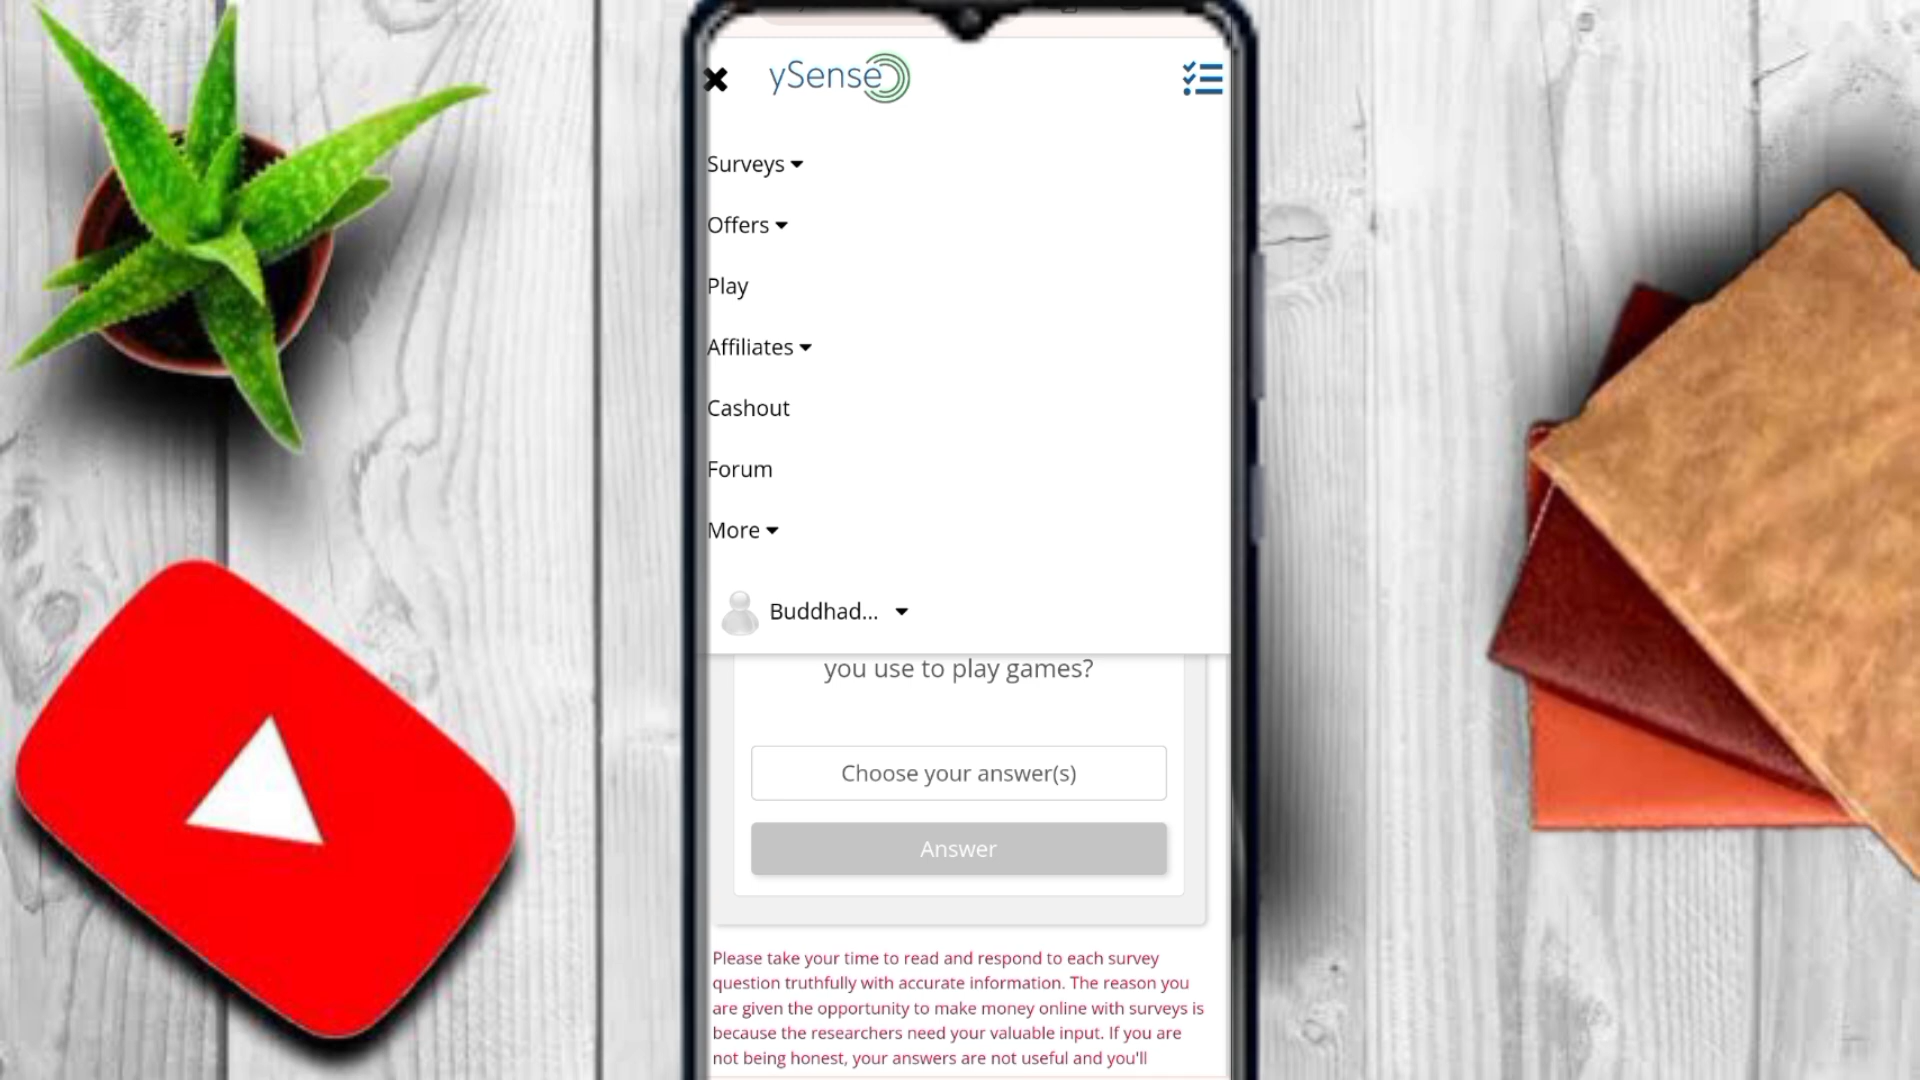 ySense
Surveys
Offers
Play
Affiliates
Cashout
Forum
More
Buddhad...
you use to play games?
Choose your answer(s)
Answer
Please take your time to read and respond to each survey
question truthfully with accurate information. The reason you
are given the opportunity to make money online with surveys is
because the researchers need your valuable input. If you are
not being honest, your answers are not useful and you'll